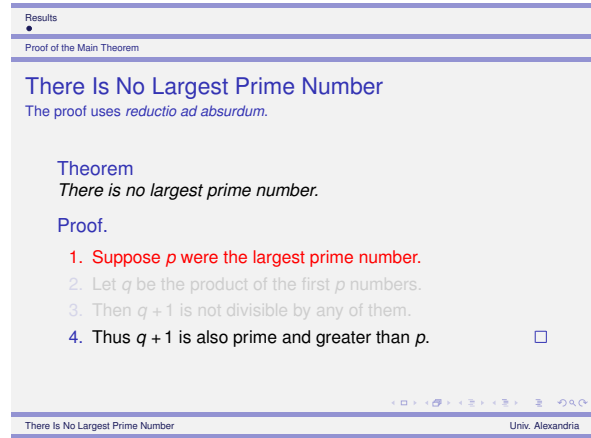 Results
Proof of the Main Theorem
There Is No Largest Prime Number
The proof uses reductio ad absurdum.
Theorem
There is no largest prime number.
Proof.
1. Suppose p were the largest prime number.
2. Let q be the product of the first p numbers.
3. Then q + 1 is not divisible by any of them.
4. Thus q + 1 is also prime and greater than p. □
There Is No Largest Prime Number Univ. Alexandria